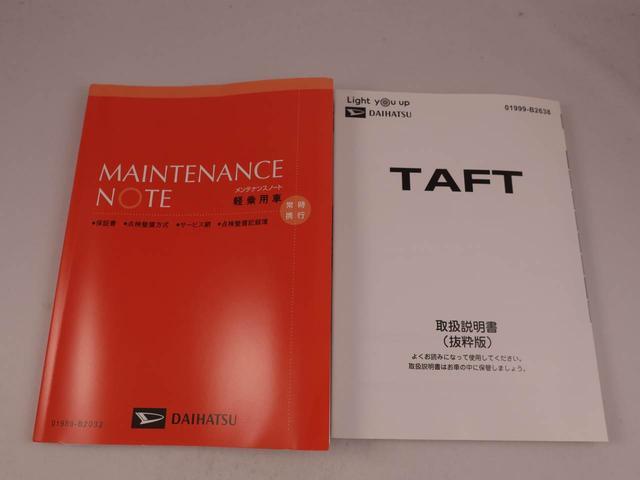 MAINTENANCE
NOTE
メンテナンスノート
軽乗用車
常時
携行
●保証書 ●点検整備方式 ●サービス網 ●点検整備記録簿
DAIHATSU
01989-B2032
Light you up
DAIHATSU
01999-B2638
TAFT
取扱説明書
（抜粋版）
よくお読みになって使用してください。
取扱説明書はお車の中に保管しましょう。